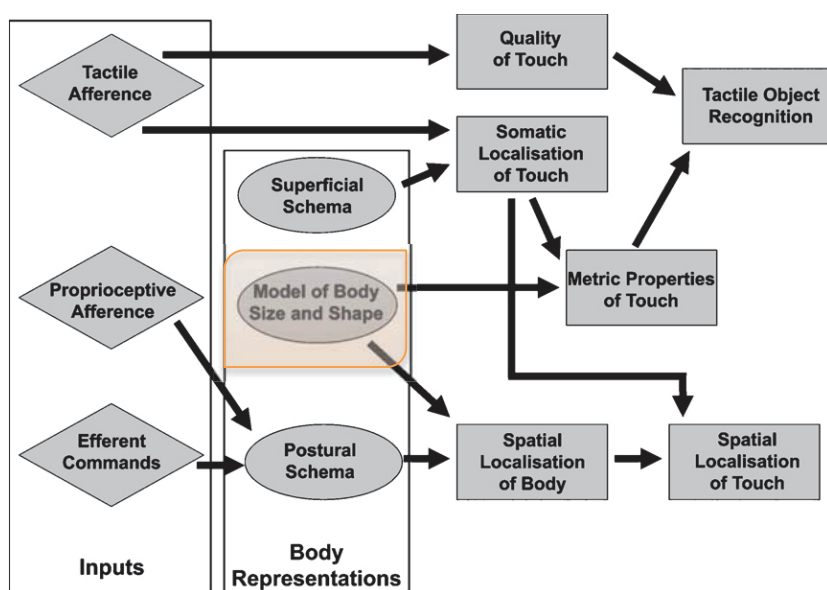 Tactile
Afference
Quality
of Touch
Tactile Object
Recognition
Somatic
Localisation
of Touch
Superficial
Schema
Proprioceptive
Afference
Model of Body
Size and Shape
Metric Properties
of Touch
Efferent
Commands
Postural
Schema
Spatial
Localisation
of Body
Spatial
Localisation
of Touch
Inputs
Body
Representations